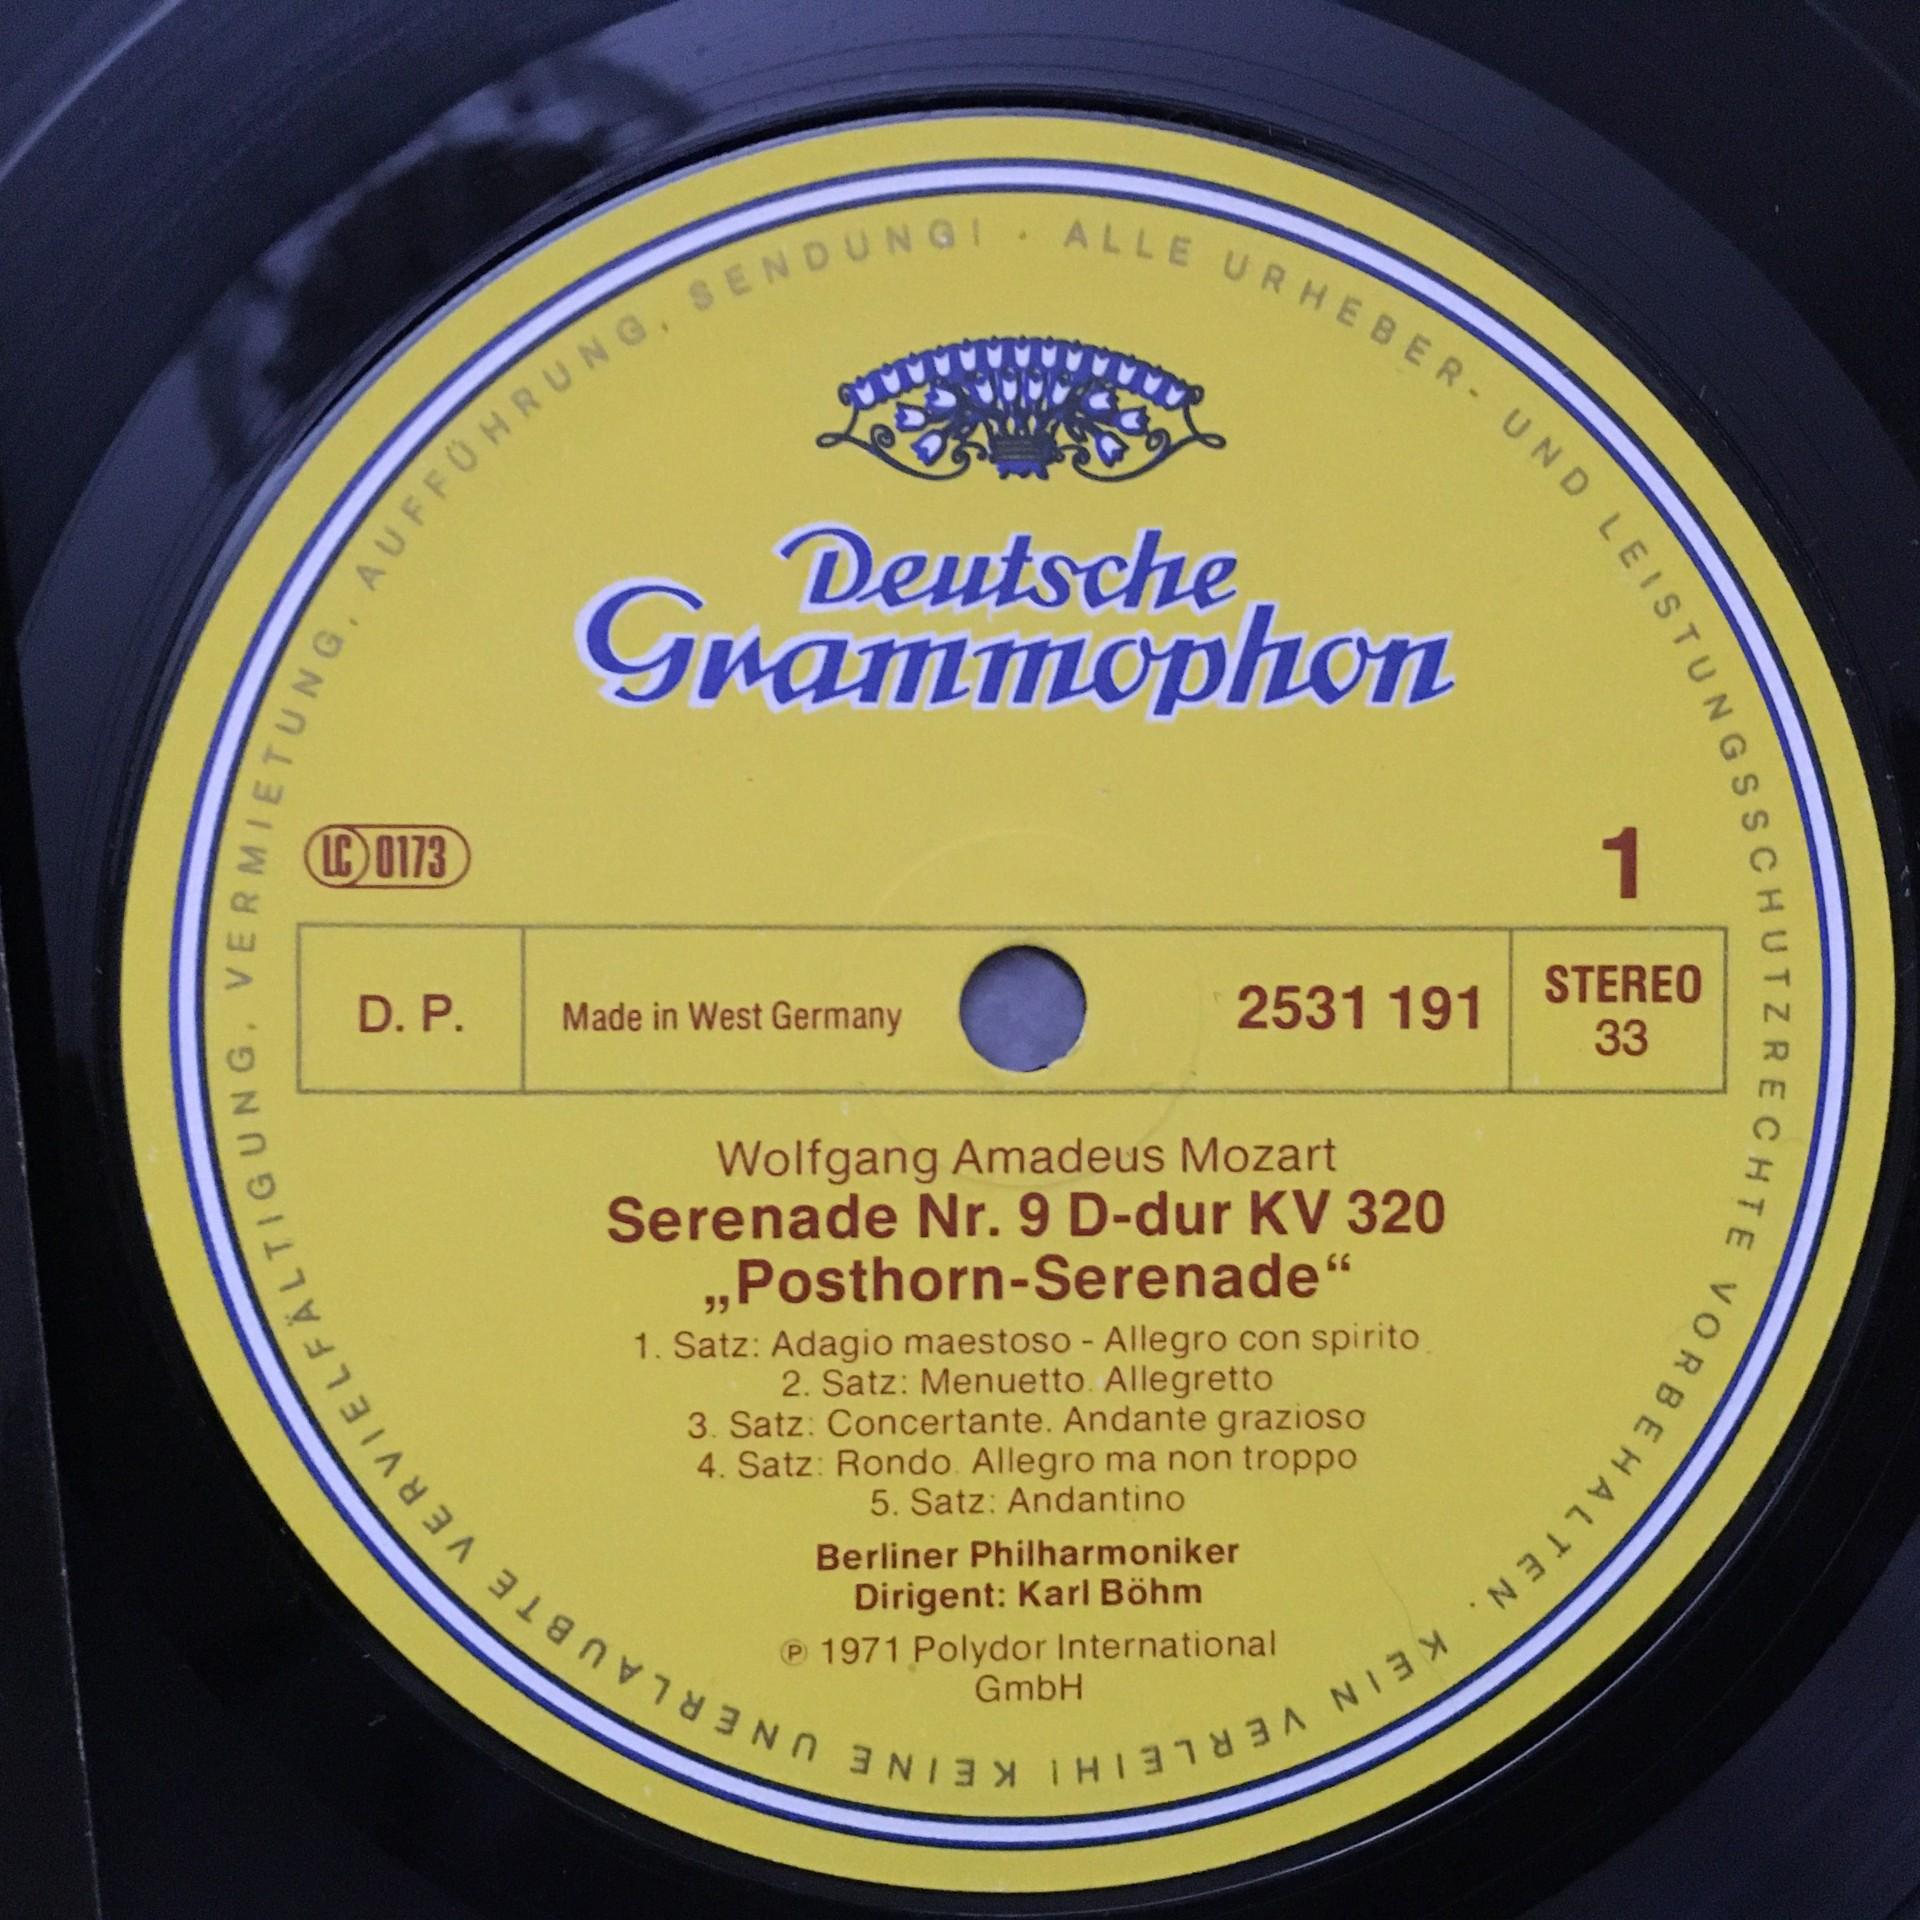 Deutsche
Grammophon
LC 0173
1
D. P.
Made in West Germany
2531 191
STEREO
33
Wolfgang Amadeus Mozart
Serenade Nr. 9 D-dur KV 320
„Posthorn-Serenade“
1. Satz: Adagio maestoso - Allegro con spirito
2. Satz: Menuetto. Allegretto
3. Satz: Concertante. Andante grazioso
4. Satz: Rondo. Allegro ma non troppo
5. Satz: Andantino
Berliner Philharmoniker
Dirigent: Karl Böhm
℗ 1971 Polydor International
GmbH
ALLE URHEBER- UND LEISTUNGSSCHUTZRECHTE VORBEHALTEN. KEIN VERLEIH! KEINE UNERLAUBTE VERVIELFÄLTIGUNG, VERMIETUNG, AUFFÜHRUNG, SENDUNG! ·